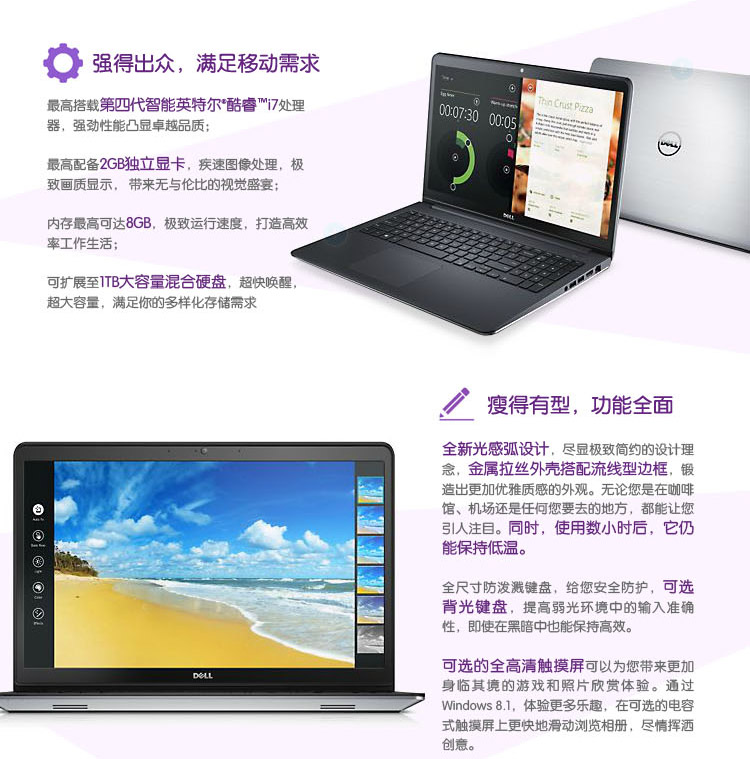 强得出众，满足移动需求
最高搭载第四代智能英特尔®酷睿™i7处理
器，强劲性能凸显卓越品质；
最高配备2GB独立显卡，疾速图像处理，极
致画质显示， 带来无与伦比的视觉盛宴；
内存最高可达8GB，极致运行速度，打造高效
率工作生活；
可扩展至1TB大容量混合硬盘，超快唤醒，
超大容量，满足你的多样化存储需求
Egg timer
00:07:30
00:05
Thin Crust Pizza
DELL
DELL
瘦得有型，功能全面
全新光感弧设计，尽显极致简约的设计理
念，金属拉丝外壳搭配流线型边框，锻
造出更加优雅质感的外观。无论您是在咖啡
馆、机场还是任何您要去的地方，都能让您
引人注目。同时，使用数小时后，它仍
能保持低温。
全尺寸防泼溅键盘，给您安全防护，可选
背光键盘，提高弱光环境中的输入准确
性，即使在黑暗中也能保持高效。
可选的全高清触摸屏可以为您带来更加
身临其境的游戏和照片欣赏体验。通过
Windows 8.1，体验更多乐趣，在可选的电容
式触摸屏上更快地滑动浏览相册，尽情挥洒
创意。
Auto Fix
Light
Color
Effects
DELL